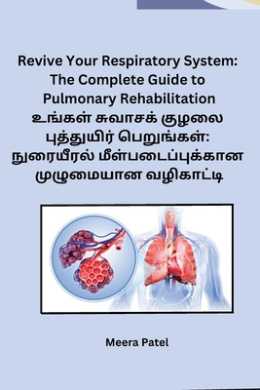 Revive Your Respiratory System:
The Complete Guide to
Pulmonary Rehabilitation
உங்கள் சுவாசக் குழலை
புத்துயிர் பெறுங்கள்:
நுரையீரல் மீள்படைப்புக்கான
முழுமையான வழிகாட்டி
Meera Patel